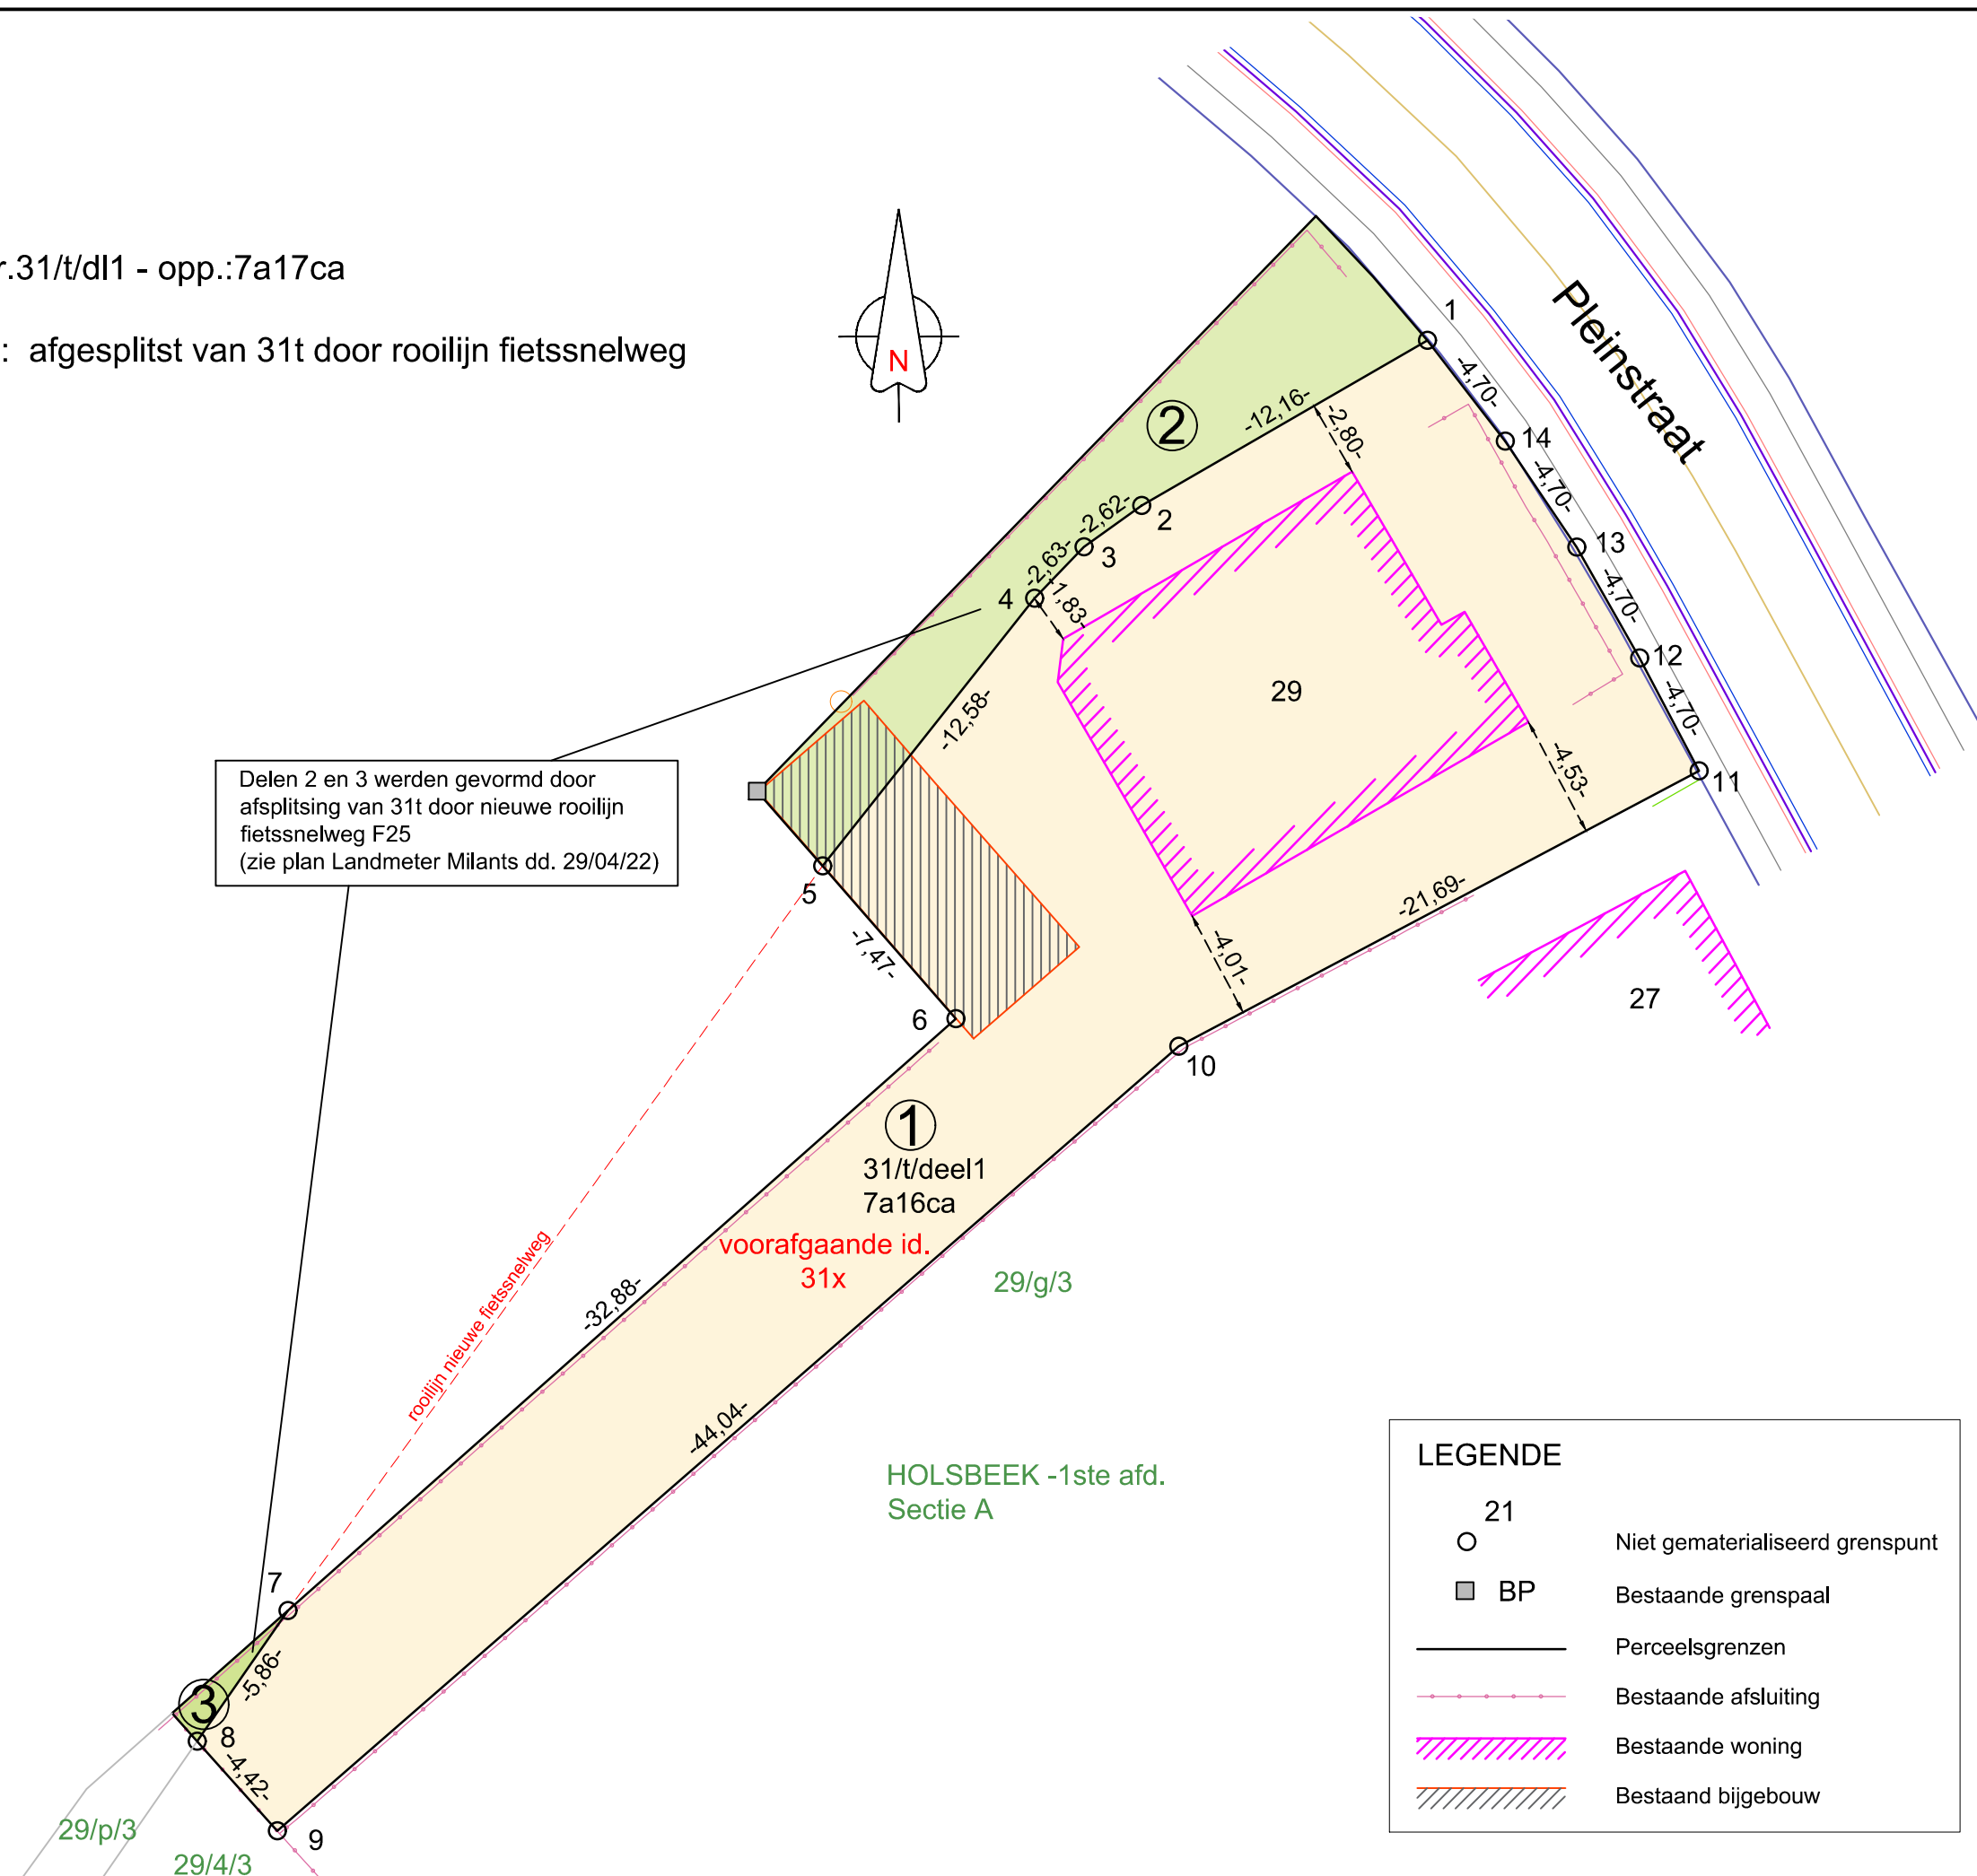 r.31/t/dl1 - opp.:7a17ca
: afgesplitst van 31t door rooilijn fietssnelweg
N
Pleinstraat
1
-4,70-
14
-4,70-
13
-4,70-
12
-4,70-
11
2
-12,16-
-2,80-
2
-2,62-
3
-2,63-
4
-1,83-
29
-12,58-
-4,53-
Delen 2 en 3 werden gevormd door
afsplitsing van 31t door nieuwe rooilijn
fietssnelweg F25
(zie plan Landmeter Milants dd. 29/04/22)
5
-7,47-
-21,69-
-4,01-
27
6
10
1
31/t/deel1
7a16ca
voorafgaande id.
31x
29/g/3
rooilijn nieuwe fietssnelweg
-32,88-
-44,04-
HOLSBEEK -1ste afd.
Sectie A
7
-5,86-
3
8
-4,42-
9
29/p/3
29/4/3
LEGENDE
21
Niet gematerialiseerd grenspunt
BP Bestaande grenspaal
Perceelsgrenzen
Bestaande afsluiting
Bestaande woning
Bestaand bijgebouw